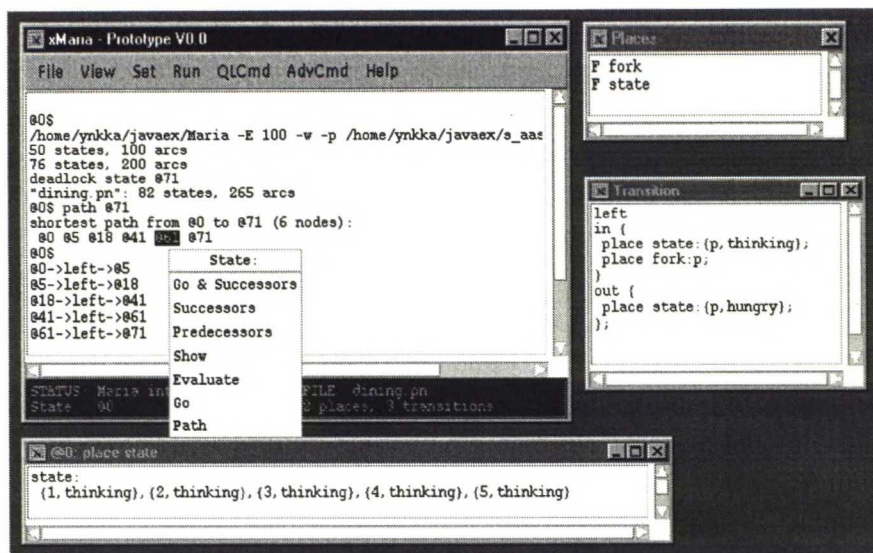 xMaria - Prototype V0.0
File View Set Run QLCmd AdvCmd Help
@0$
/home/ynkka/javaex/Maria -E 100 -w -p /home/ynkka/javaex/s_aas
50 states, 100 arcs
76 states, 200 arcs
deadlock state @71
"dining.pn": 82 states, 265 arcs
@0$ path @71
shortest path from @0 to @71 (6 nodes):
@0 @5 @18 @41 @61 @71
@0$
@0->left->@5
@5->left->@18
@18->left->@41
@41->left->@61
@61->left->@71
State:
Go & Successors
Successors
Predecessors
Show
Evaluate
Go
Path
STATUS Maria in FILE dining.pn
State @0 2 places, 3 transitions
Places
F fork
F state
Transition
left
in {
place state:{p,thinking};
place fork:p;
}
out {
place state:{p,hungry};
};
@0: place state
state:
{1,thinking},{2,thinking},{3,thinking},{4,thinking},{5,thinking}